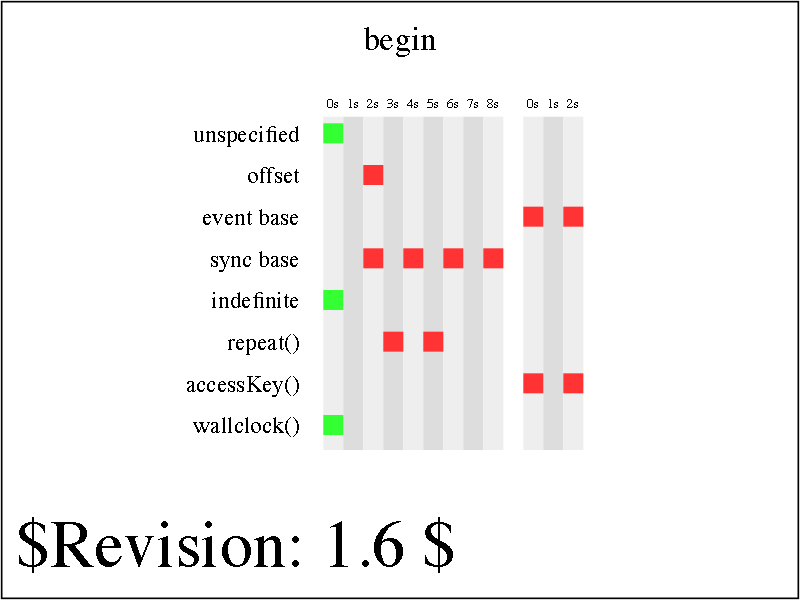 begin
0s 1s 2s 3s 4s 5s 6s 7s 8s 0s 1s 2s
unspecified
offset
event base
sync base
indefinite
repeat()
accessKey()
wallclock()
$Revision: 1.6 $